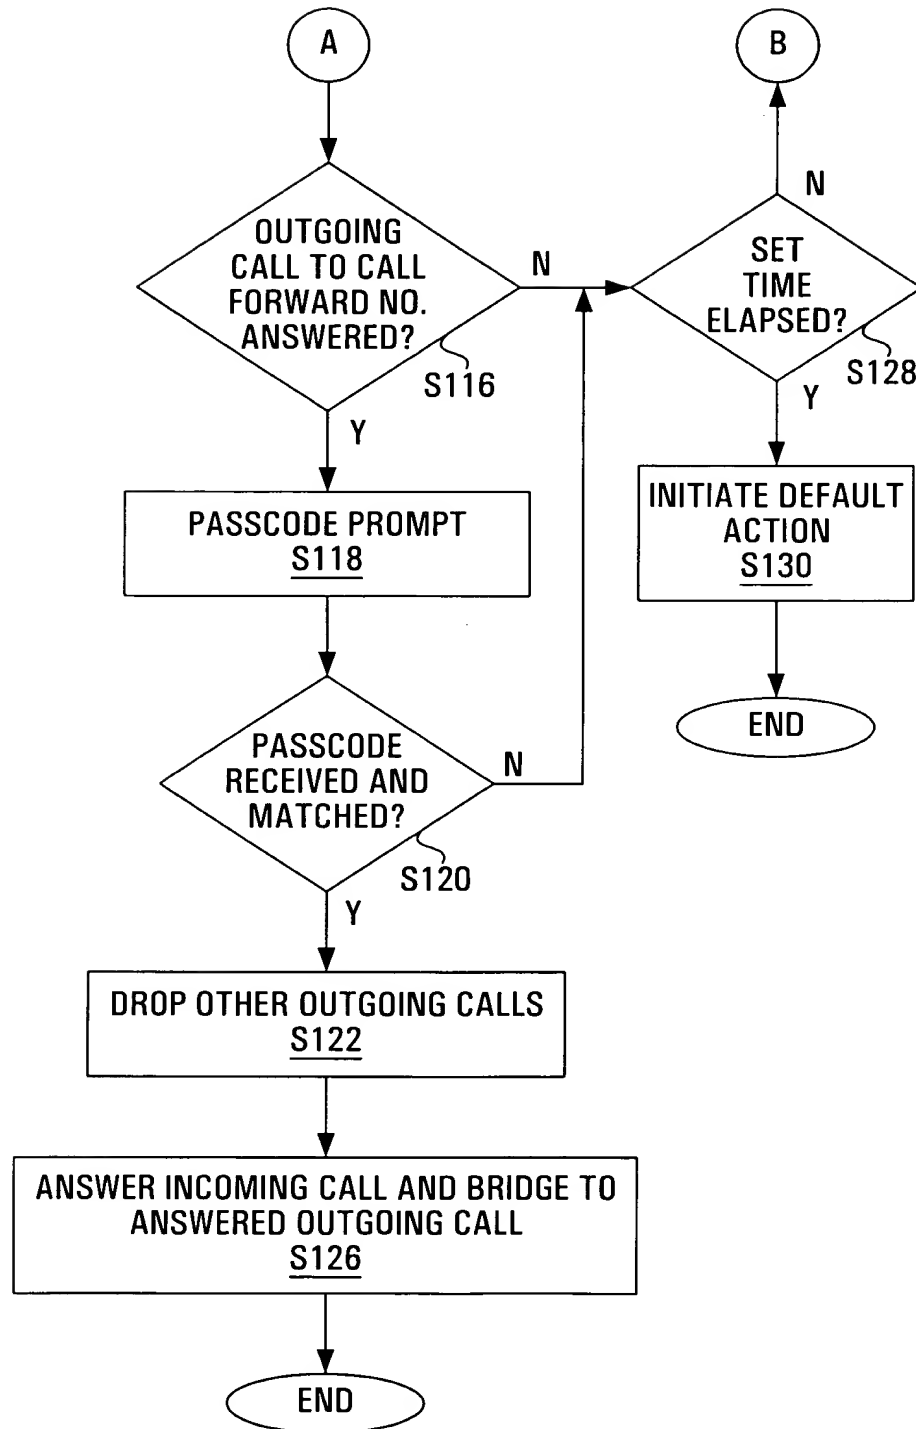 A
OUTGOING
CALL TO CALL
FORWARD NO.
ANSWERED?
N
S116
Y
PASSCODE PROMPT
S118
PASSCODE
RECEIVED AND
MATCHED?
N
S120
Y
DROP OTHER OUTGOING CALLS
S122
ANSWER INCOMING CALL AND BRIDGE TO
ANSWERED OUTGOING CALL
S126
END
B
N
SET
TIME
ELAPSED?
S128
Y
INITIATE DEFAULT
ACTION
S130
END